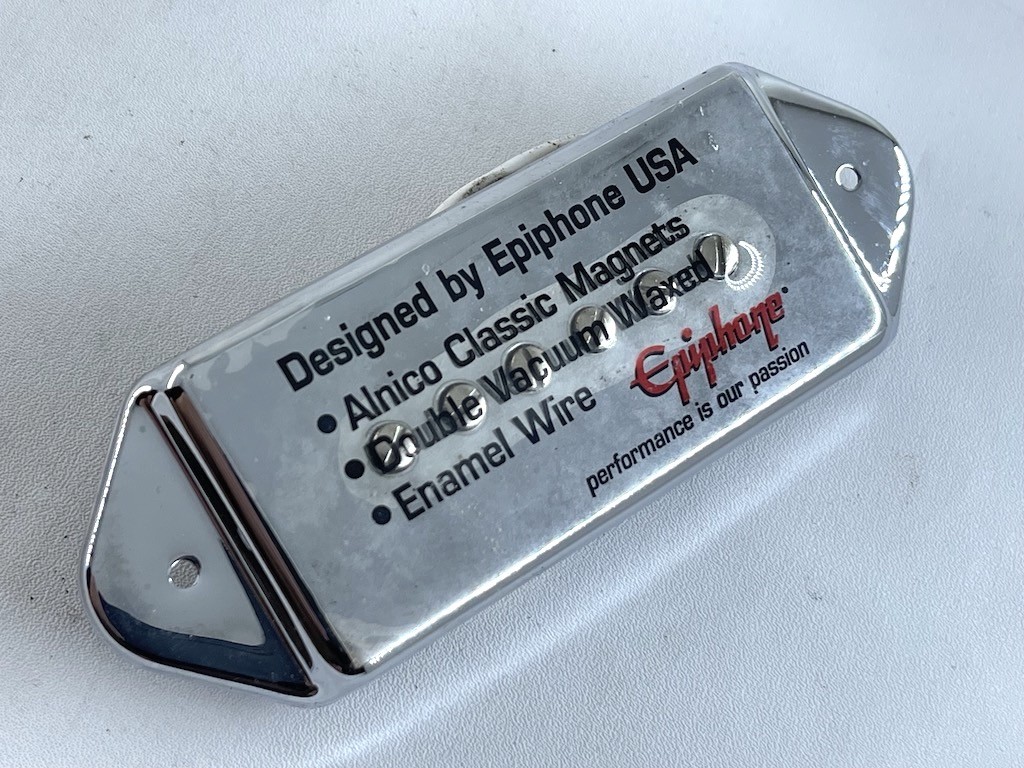 Designed by Epiphone USA
• Alnico Classic Magnets
• Double Vacuum Waxed
• Enamel Wire
Epiphone
performance is our passion